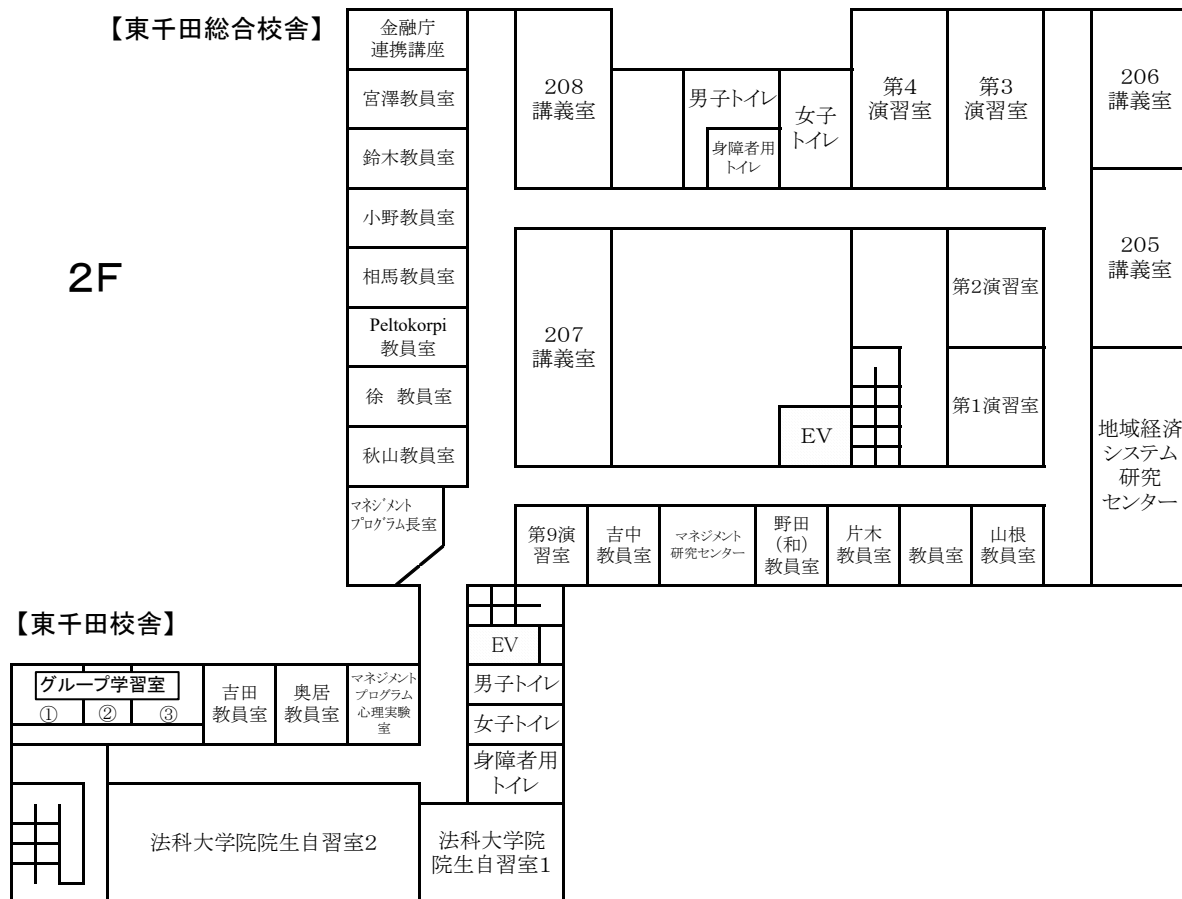 【東千田総合校舎】
金融庁
連携講座
宮澤教員室
鈴木教員室
小野教員室
相馬教員室
Peltokorpi
教員室
徐 教員室
秋山教員室
マネジメント
プログラム長室
2F
208
講義室
男子トイレ
身障者用
トイレ
女子
トイレ
第4
演習室
第3
演習室
206
講義室
205
講義室
207
講義室
EV
第2演習室
第1演習室
地域経済
システム
研究
センター
第9演
習室
吉中
教員室
マネジメント
研究センター
野田
(和)
教員室
片木
教員室
教員室
山根
教員室
【東千田校舎】
グループ学習室
① ② ③
吉田
教員室
奥居
教員室
マネジメント
プログラム
心理実験
室
EV
男子トイレ
女子トイレ
身障者用
トイレ
法科大学院院生自習室2
法科大学院
院生自習室1